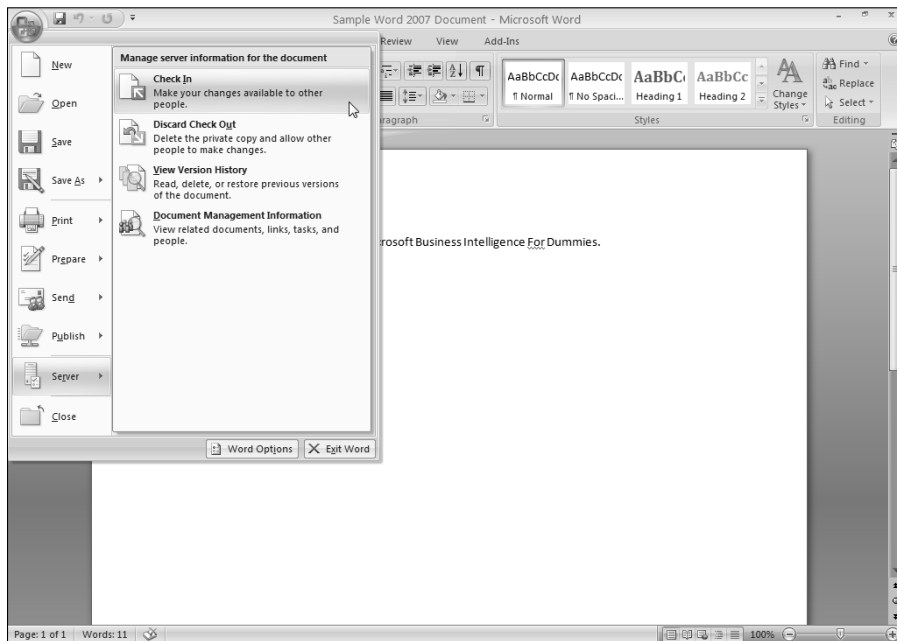 Sample Word 2007 Document - Microsoft Word
Review View Add-Ins
New
Open
Save
Save As
Print
Prepare
Send
Publish
Server
Close
Manage server information for the document
Check In
Make your changes available to other
people.
Discard Check Out
Delete the private copy and allow other
people to make changes.
View Version History
Read, delete, or restore previous versions
of the document.
Document Management Information
View related documents, links, tasks, and
people.
Word Options
Exit Word
AaBbCcDc AaBbCcDc AaBbC AaBbCc
¶ Normal ¶ No Spaci... Heading 1 Heading 2
Change
Styles
Find
Replace
Select
aragraph Styles Editing
rosoft Business Intelligence For Dummies.
Page: 1 of 1 Words: 11 100%